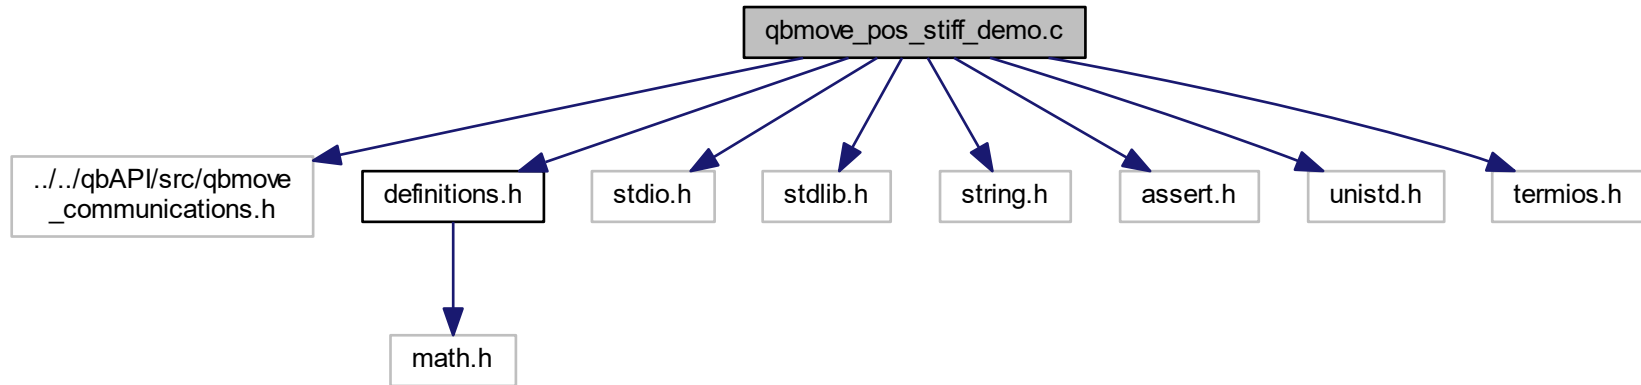 qbmove_pos_stiff_demo.c
../../qbAPI/src/qbmove
_communications.h
definitions.h
stdio.h
stdlib.h
string.h
assert.h
unistd.h
termios.h
math.h